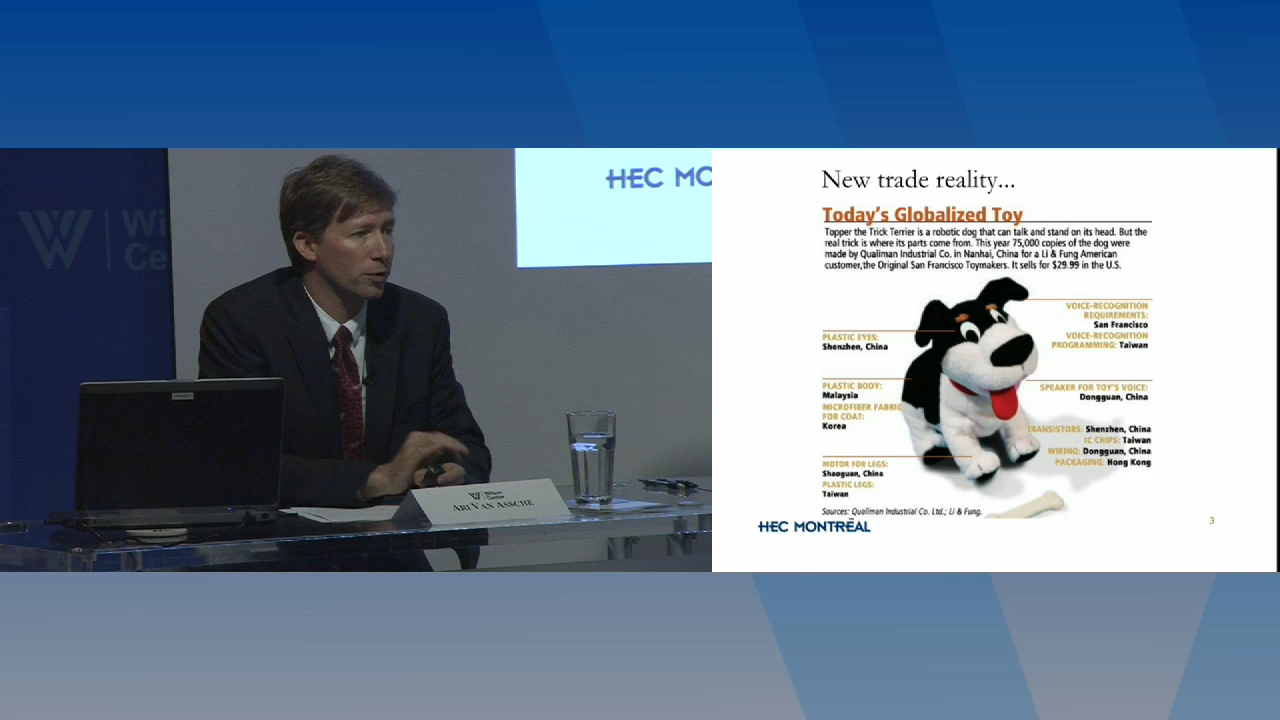 Wi
Ce
HEC MO
Wilson
Center
ARI VAN ASSCHE
New trade reality...
Today's Globalized Toy
Topper the Trick Terrier is a robotic dog that can talk and stand on its head. But the
real trick is where its parts come from. This year 75,000 copies of the dog were
made by Qualiman Industrial Co. in Nanhai, China for a Li & Fung American
customer,the Original San Francisco Toymakers. It sells for $29.99 in the U.S.
PLASTIC EYES:
Shenzhen, China
PLASTIC BODY:
Malaysia
MICROFIBER FABRIC
FOR COAT:
Korea
MOTOR FOR LEGS:
Shaoguan, China
PLASTIC LEGS:
Taiwan
VOICE-RECOGNITION
REQUIREMENTS:
San Francisco
VOICE-RECOGNITION
PROGRAMMING: Taiwan
SPEAKER FOR TOY'S VOICE:
Dongguan, China
TRANSISTORS: Shenzhen, China
IC CHIPS: Taiwan
WIRING: Dongguan, China
PACKAGING: Hong Kong
Sources: Qualiman Industrial Co. Ltd.; Li & Fung.
HEC MONTRÉAL
3